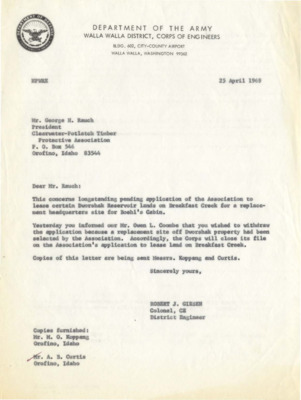 DEPARTMENT OF THE ARMY
WALLA WALLA DISTRICT, CORPS OF ENGINEERS
BLDG. 602, CITY-COUNTY AIRPORT
WALLA WALLA, WASHINGTON 99362
NPWRE
25 April 1969
Mr. George H. Rauch
President
Clearwater-Potlatch Timber
Protective Association
P. O. Box 544
Orofino, Idaho 83544
Dear Mr. Rauch:
This concerns longstanding pending application of the Association to
lease certain Dworshak Reservoir lands on Breakfast Creek for a replace-
ment headquarters site for Boehl's Cabin.
Yesterday you informed our Mr. Owen L. Coombs that you wished to withdraw
the application because a replacement site off Dworshak property had been
selected by the Association. Accordingly, the Corps will close its file
on the Association's application to lease land on Breakfast Creek.
Copies of this letter are being sent Messrs. Koppang and Curtis.
Sincerely yours,
ROBERT J. GIESEN
Colonel, CE
District Engineer
Copies furnished:
Mr. M. O. Koppang
Orofino, Idaho
Mr. A. B. Curtis
Orofino, Idaho